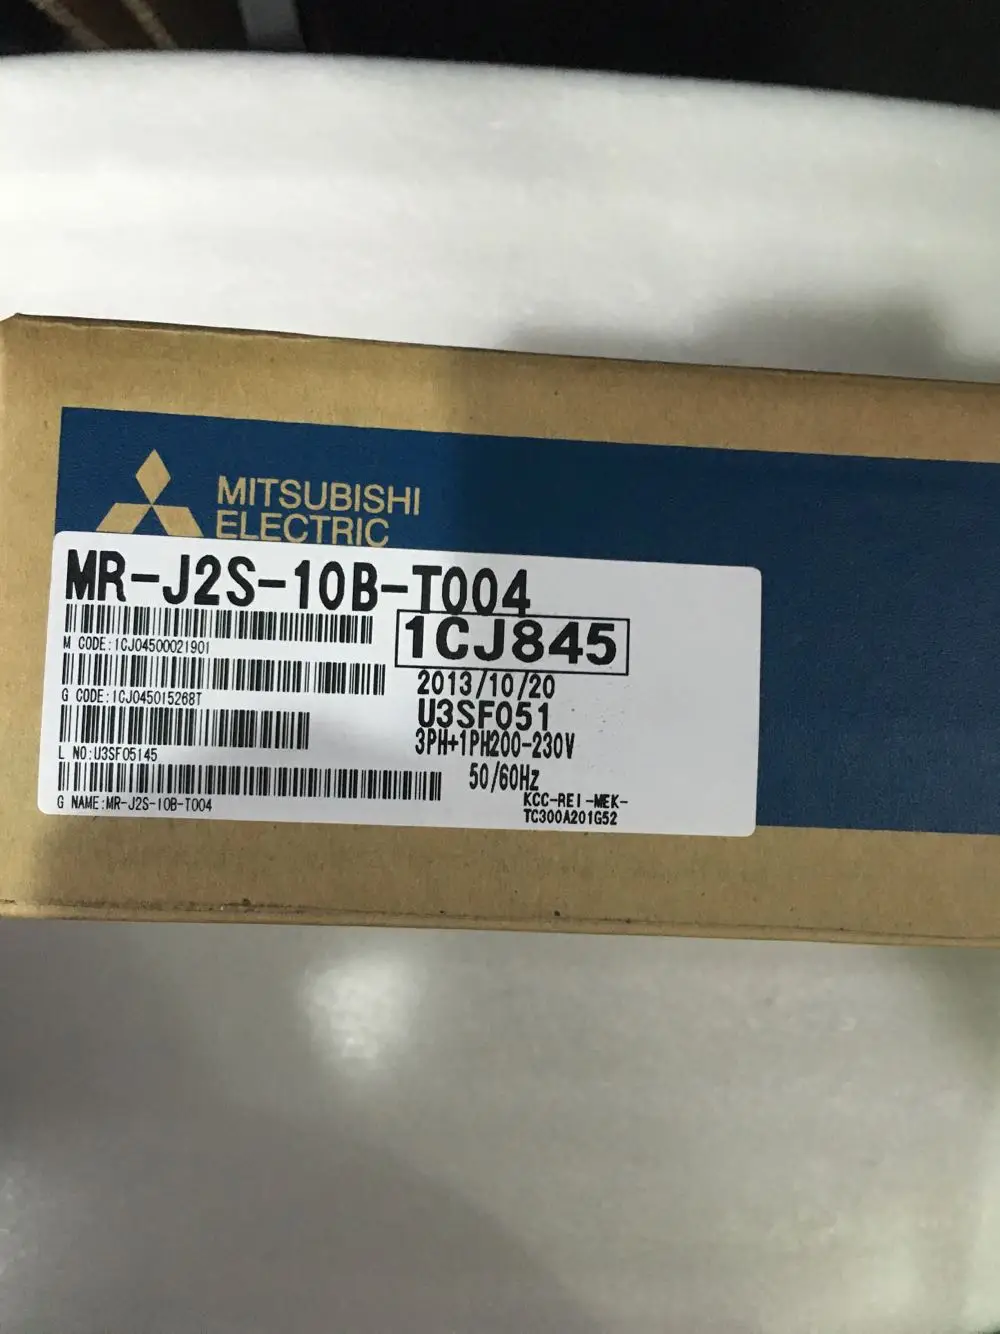 MITSUBISHI
ELECTRIC
MR-J2S-10B-T004
1CJ845
M CODE:1CJ04500021901
2013/10/20
G CODE:1CJ045015268T
U3SF051
3PH+1PH200-230V
L NO:U3SF05145
50/60Hz
G NAME:MR-J2S-10B-T004
KCC-REI-MEK-
TC300A201G52